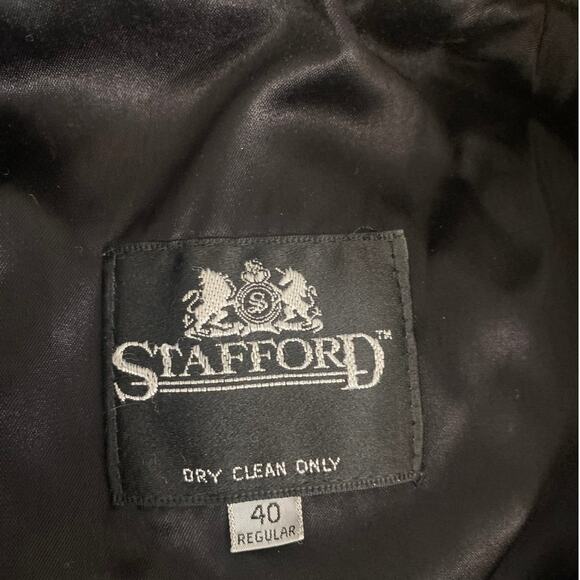 S
STAFFORD™
DRY CLEAN ONLY
40
REGULAR